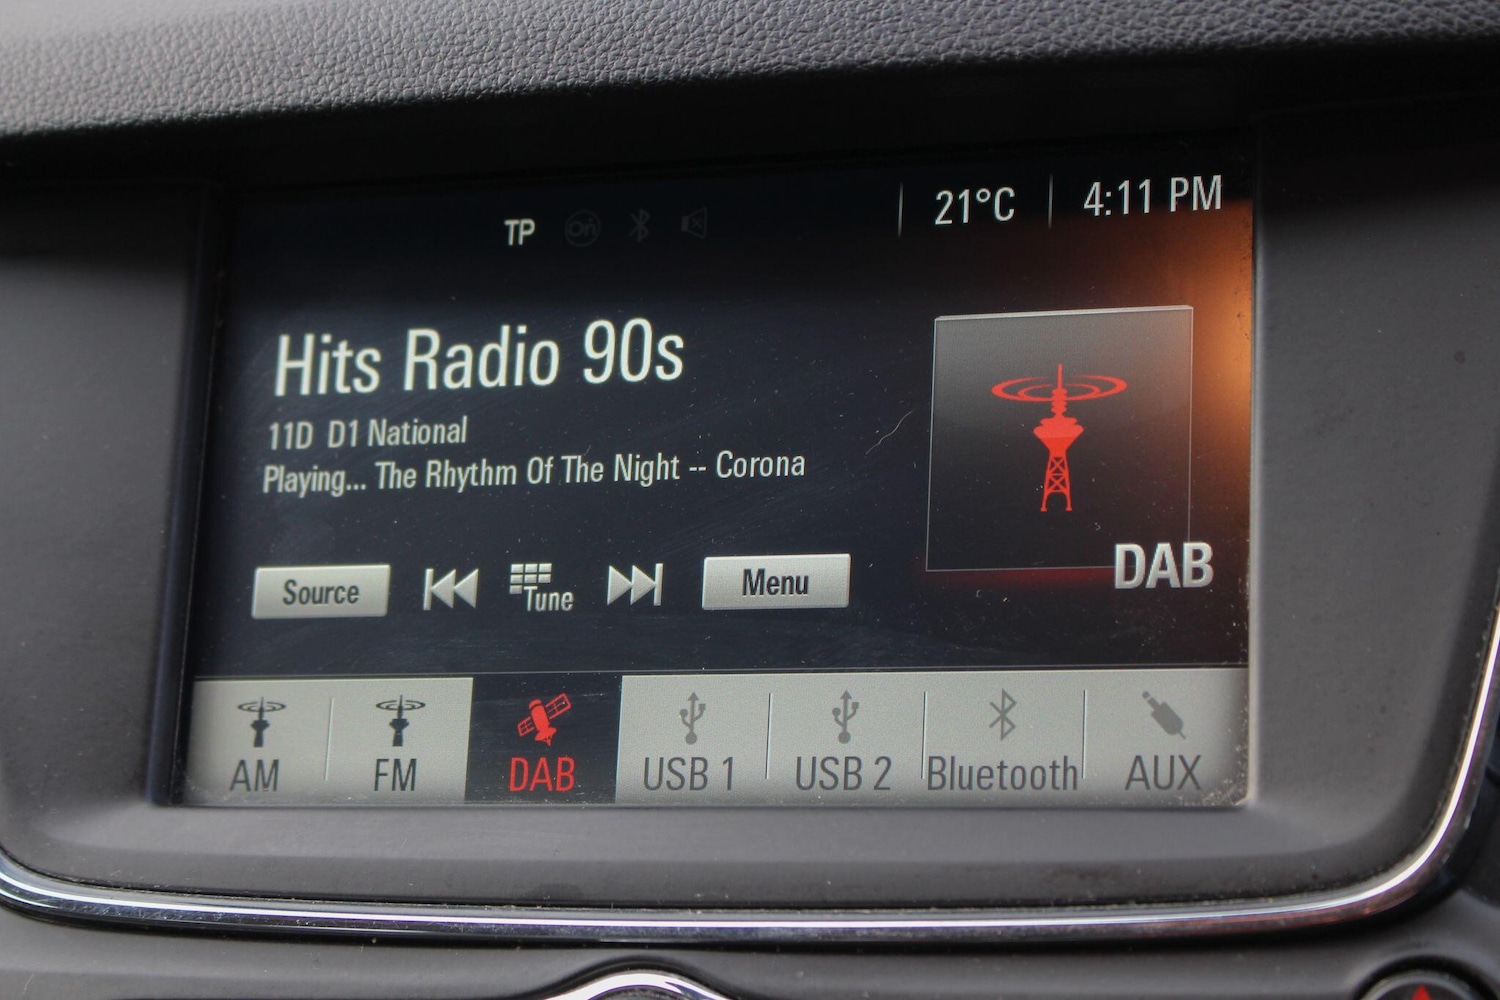 TP On 21°C 4:11 PM
Hits Radio 90s
11D D1 National
Playing... The Rhythm Of The Night -- Corona
DAB
Source Tune Menu
AM FM DAB USB 1 USB 2 Bluetooth AUX